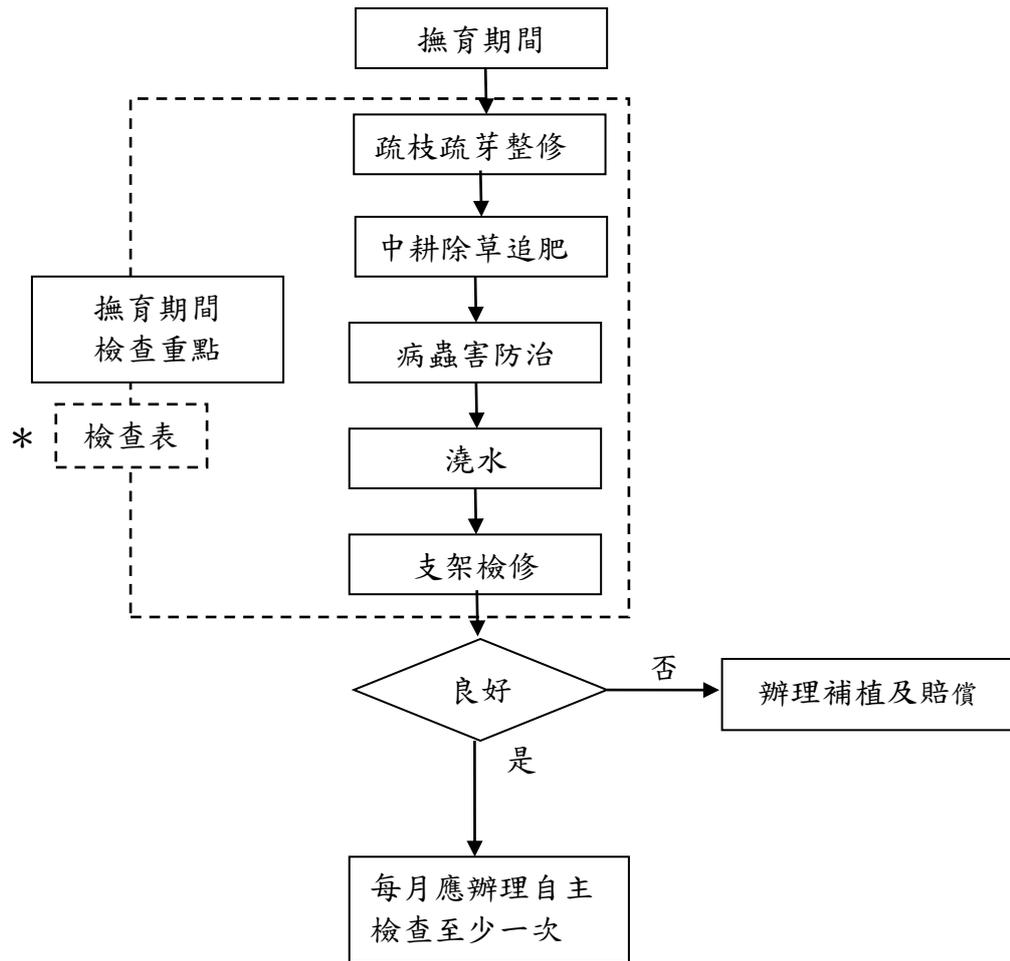 撫育期間
疏枝疏芽整修
中耕除草追肥
撫育期間
檢查重點
病蟲害防治
* 檢查表
澆水
支架檢修
良好
否
辦理補植及賠償
是
每月應辦理自主
檢查至少一次